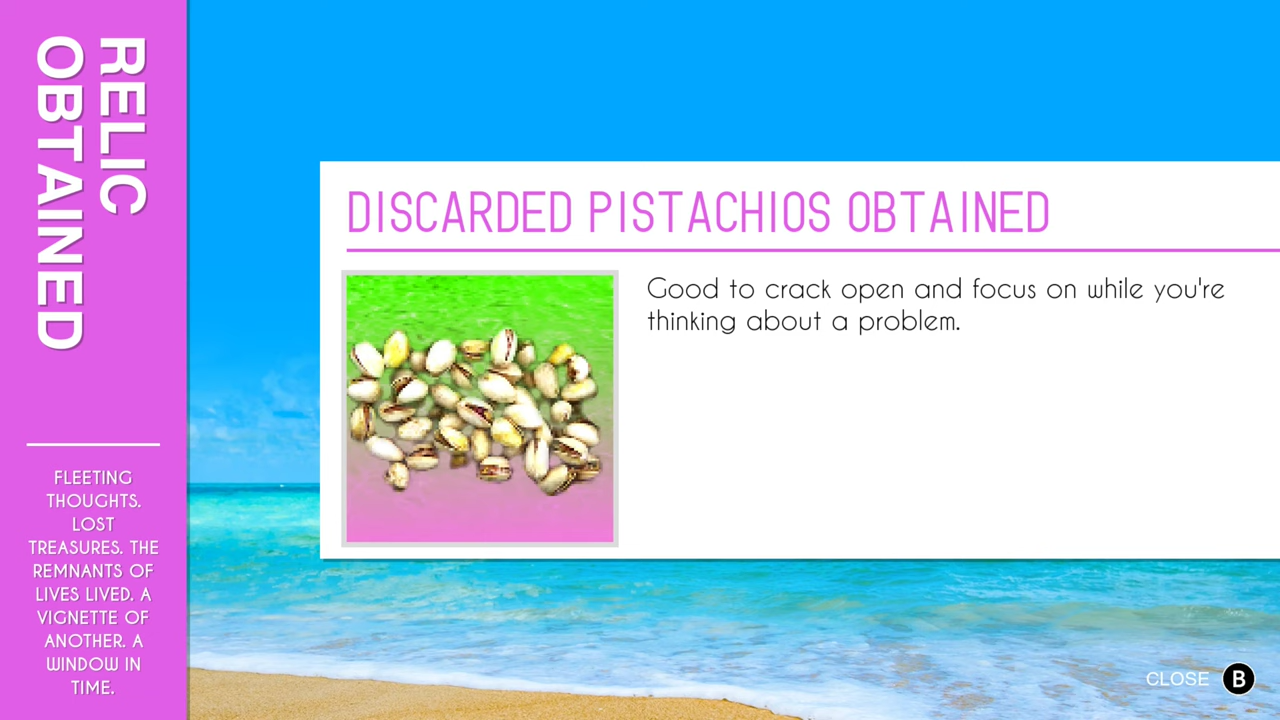 RELIC
OBTAINED
FLEETING
THOUGHTS.
LOST
TREASURES. THE
REMNANTS OF
LIVES LIVED. A
VIGNETTE OF
ANOTHER. A
WINDOW IN
TIME.
DISCARDED PISTACHIOS OBTAINED
Good to crack open and focus on while you're
thinking about a problem.
CLOSE B